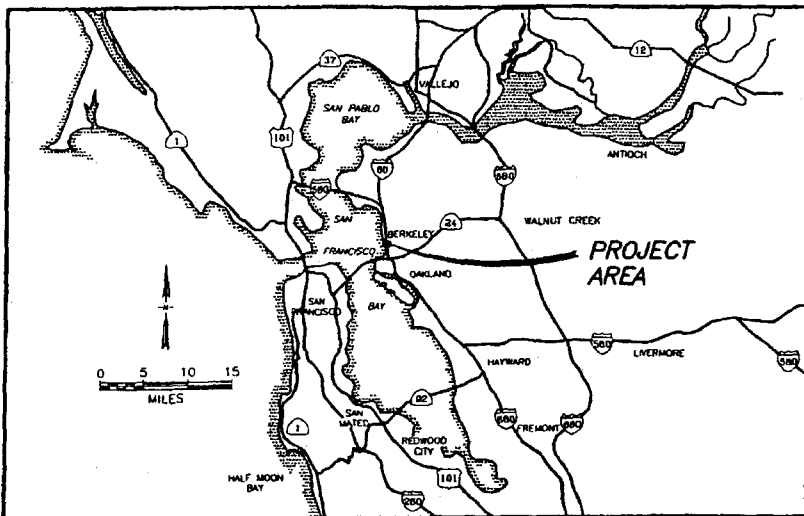 12
37
VALLEJO
SAN PABLO
BAY
1
101
ANTIOCH
80
680
580
SAN
24
WALNUT CREEK
BERKELEY
FRANCISCO
PROJECT
AREA
OAKLAND
N
SAN
FRANCISCO
BAY
580
LIVERMORE
580
HAYWARD
0 5 10 15
MILES
92
SAN
MATEO
1
REDWOOD
CITY
FREMONT
680
HALF MOON
BAY
101
280